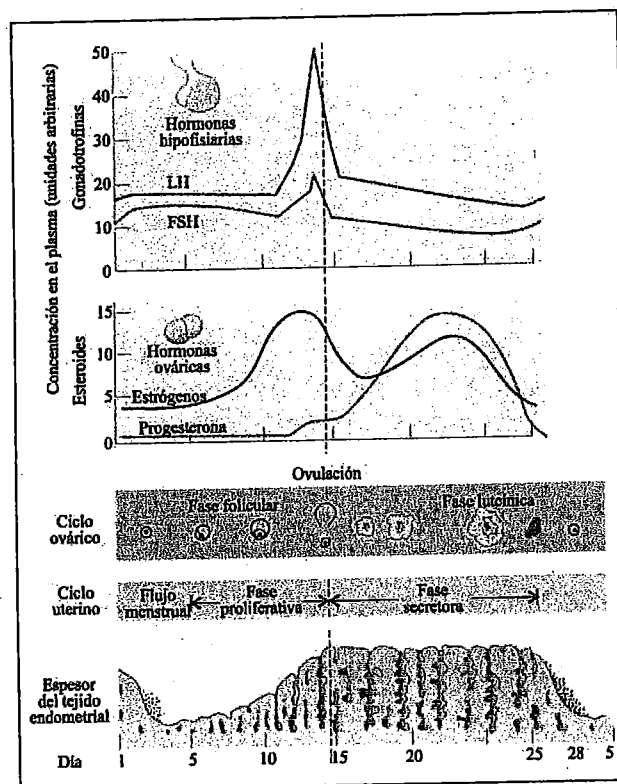 Concentración en el plasma (unidades arbitrarias)
Gonadotrofinas
50
40
30
20
10
0
Hormonas
hipofisiarias
LH
FSH
Esteroides
15
10
5
0
Hormonas
ováricas
Estrógenos
Progesterona
Ovulación
Ciclo
ovárico
Fase folicular
Fase luteínica
Ciclo
uterino
Flujo
menstrual
Fase
proliferativa
Fase
secretora
Espesor
del tejido
endometrial
Día
1 5 10 15 20 25 28 5